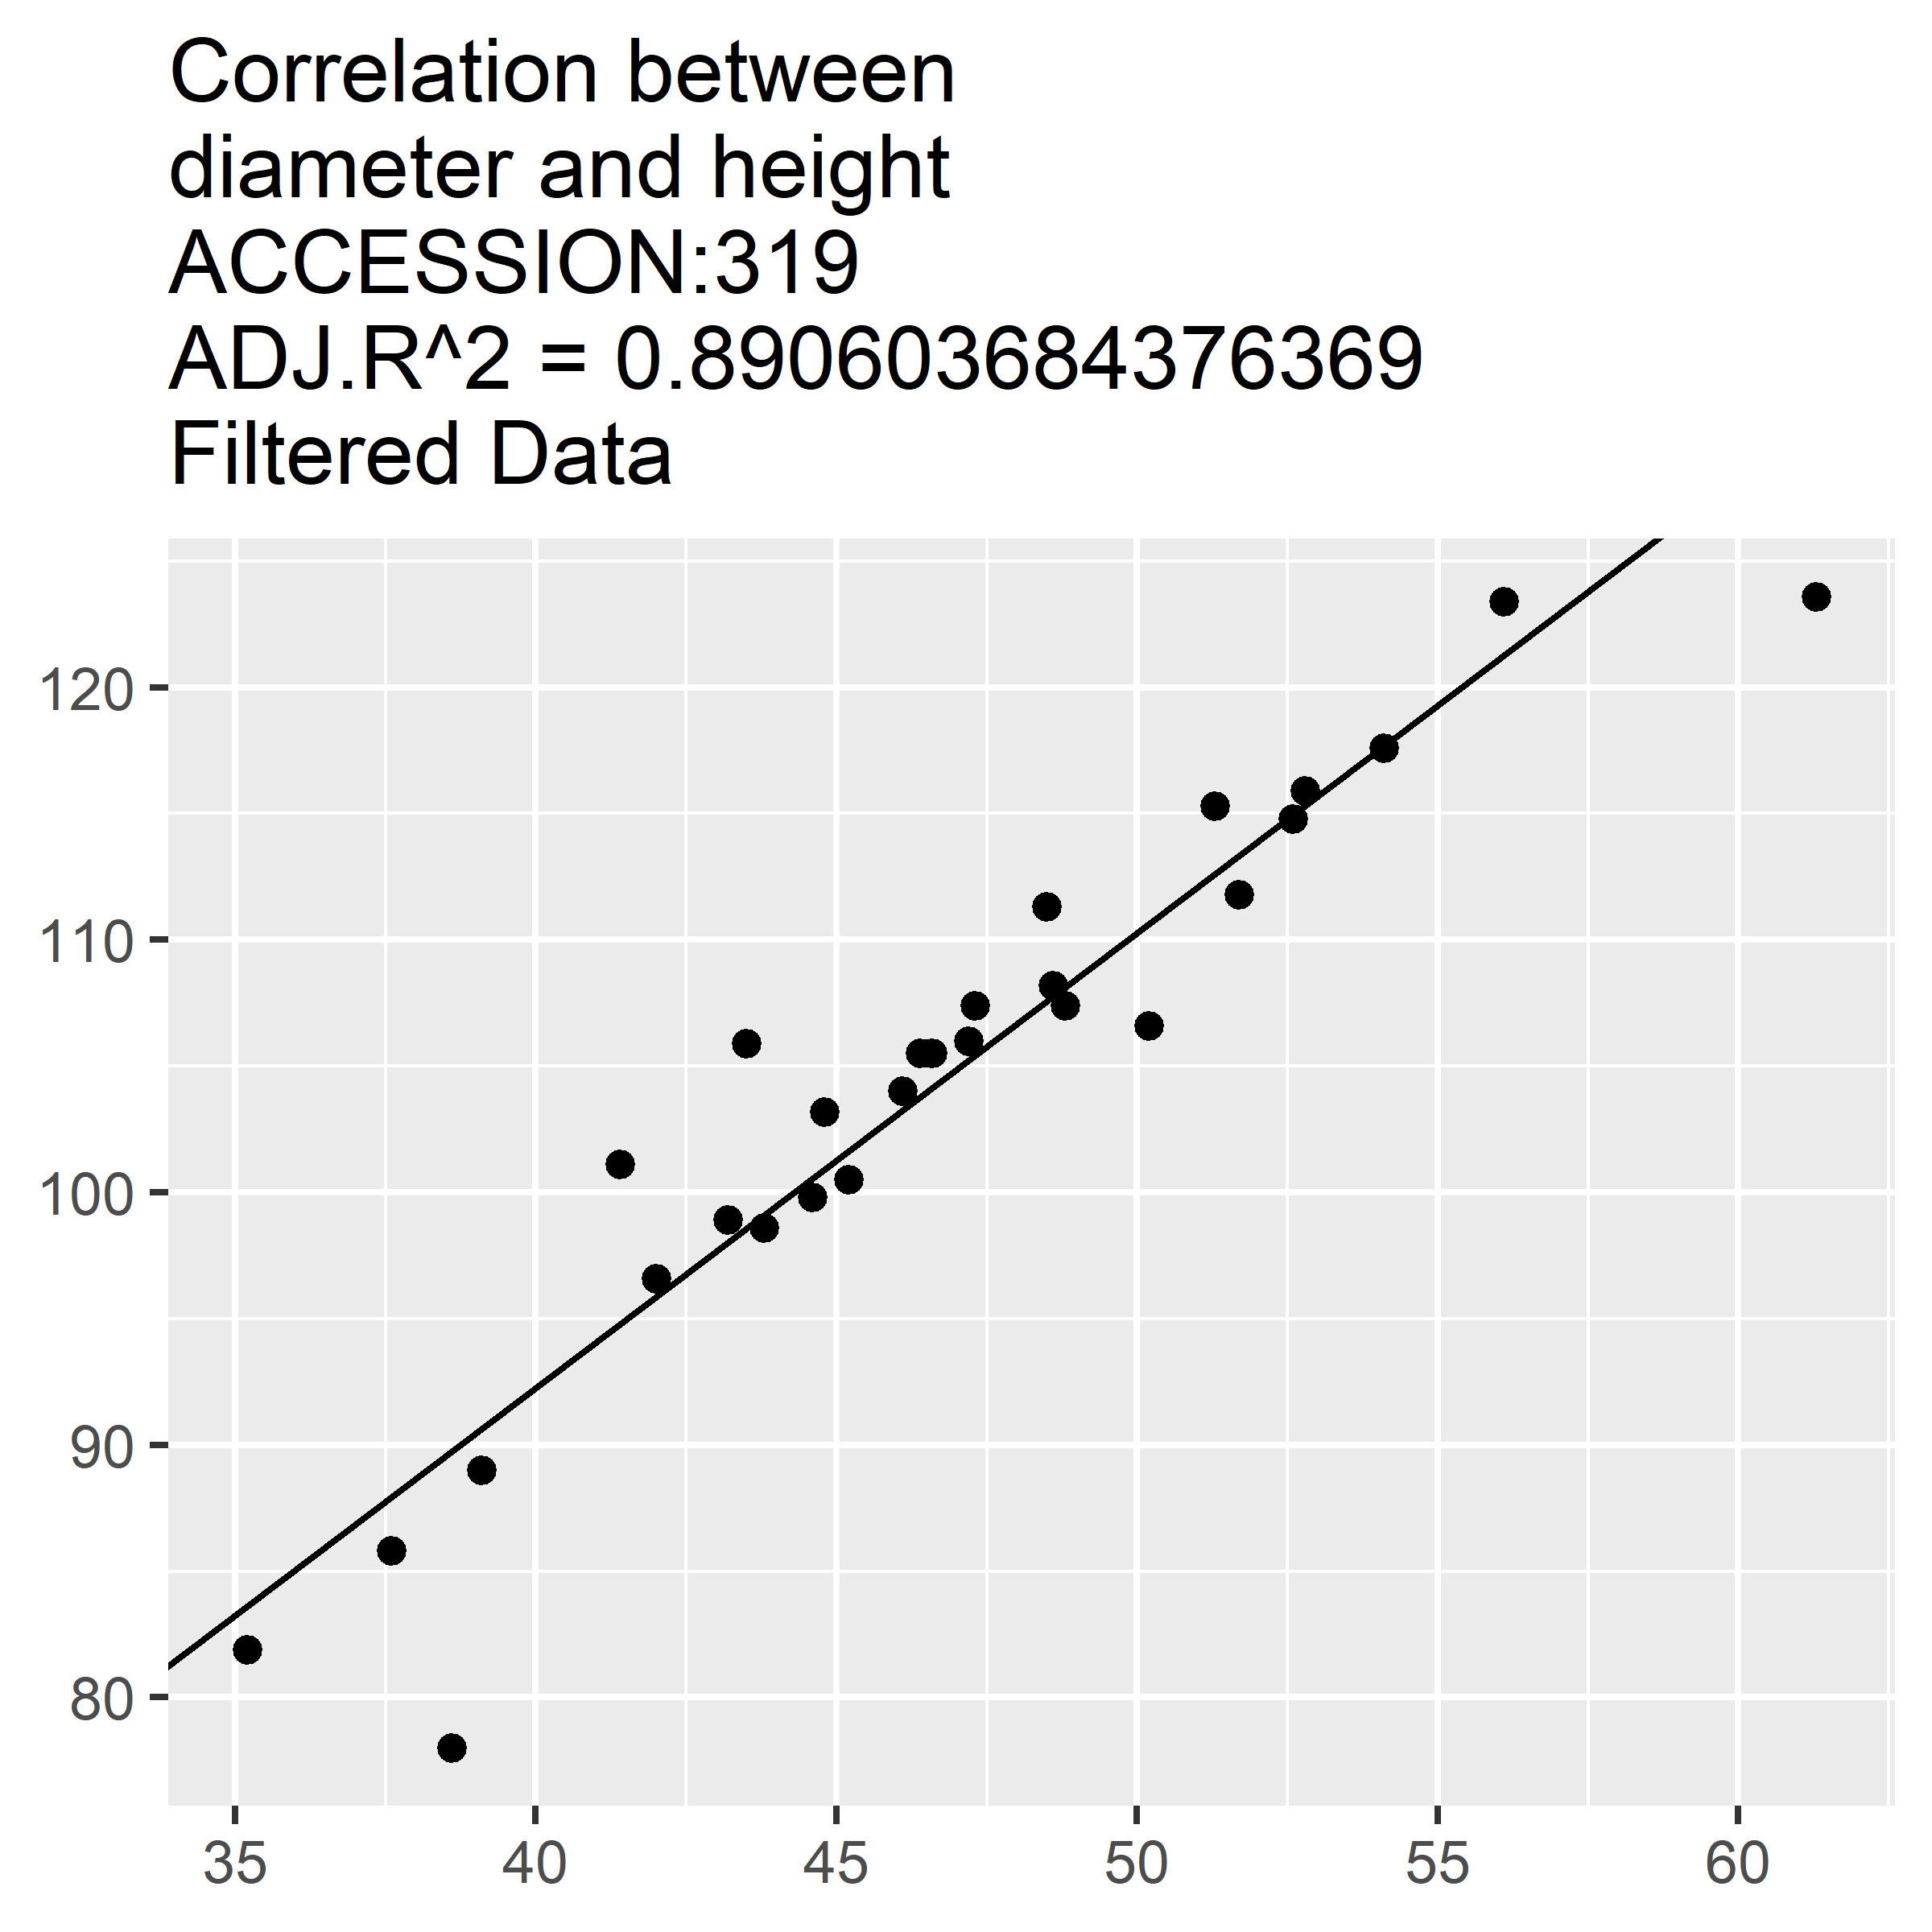 Correlation between
diameter and height
ACCESSION:319
ADJ.R^2 = 0.890603684376369
Filtered Data
120
110
100
90
80
35 40 45 50 55 60